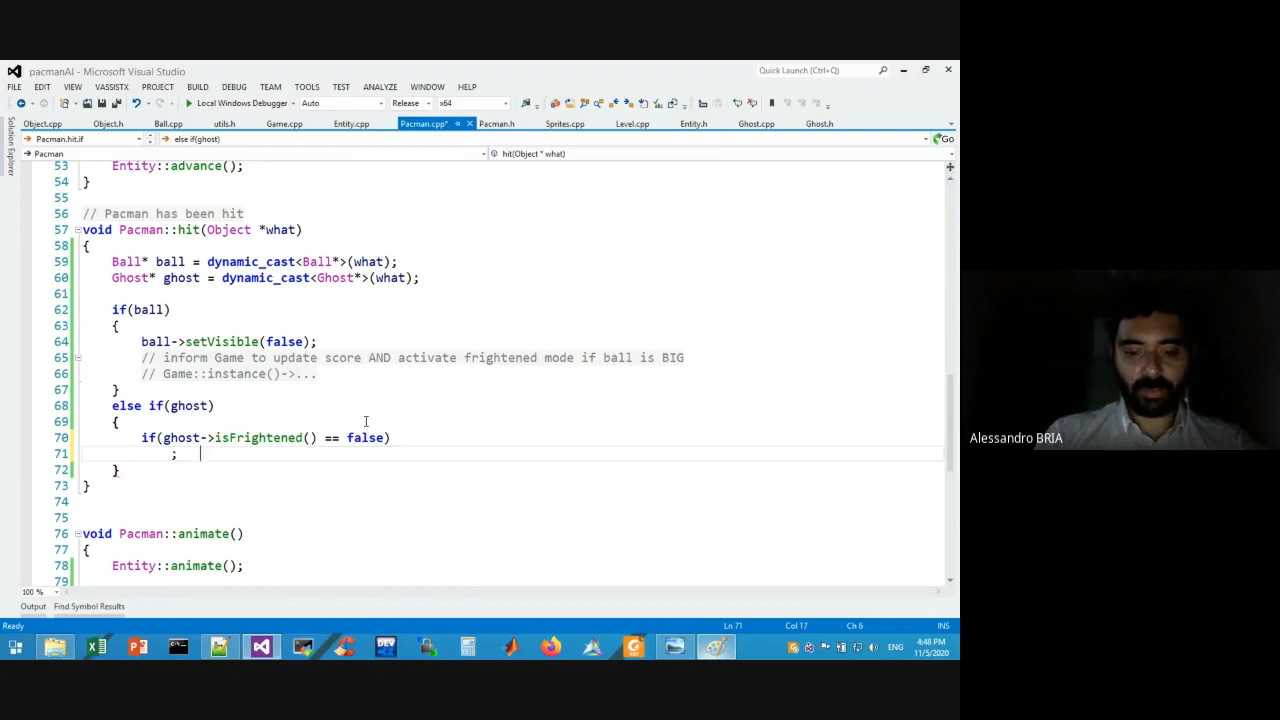 pacmanAI - Microsoft Visual Studio
Quick Launch (Ctrl+Q)
FILE EDIT VIEW VASSISTX PROJECT BUILD DEBUG TEAM TOOLS TEST ANALYZE WINDOW HELP
Local Windows Debugger Auto Release x64
Object.cpp Object.h Ball.cpp utils.h Game.cpp Entity.cpp Pacman.cpp* Pacman.h Sprites.cpp Level.cpp Entity.h Ghost.cpp Ghost.h
Pacman.hit.if else if(ghost) Go
Pacman hit(Object * what)
Solution Explorer
53 Entity::advance();
54 }
55
56 // Pacman has been hit
57 void Pacman::hit(Object *what)
58 {
59 Ball* ball = dynamic_cast<Ball*>(what);
60 Ghost* ghost = dynamic_cast<Ghost*>(what);
61
62 if(ball)
63 {
64 ball->setVisible(false);
65 // inform Game to update score AND activate frightened mode if ball is BIG
66 // Game::instance()->...
67 }
68 else if(ghost)
69 {
70 if(ghost->isFrightened() == false)
71 ;
72 }
73 }
74
75
76 void Pacman::animate()
77 {
78 Entity::animate();
79
100 %
Output Find Symbol Results
Ready Ln 71 Col 17 Ch 6 INS
DEV
PDF
ENG
4:48 PM
11/5/2020
Alessandro BRIA